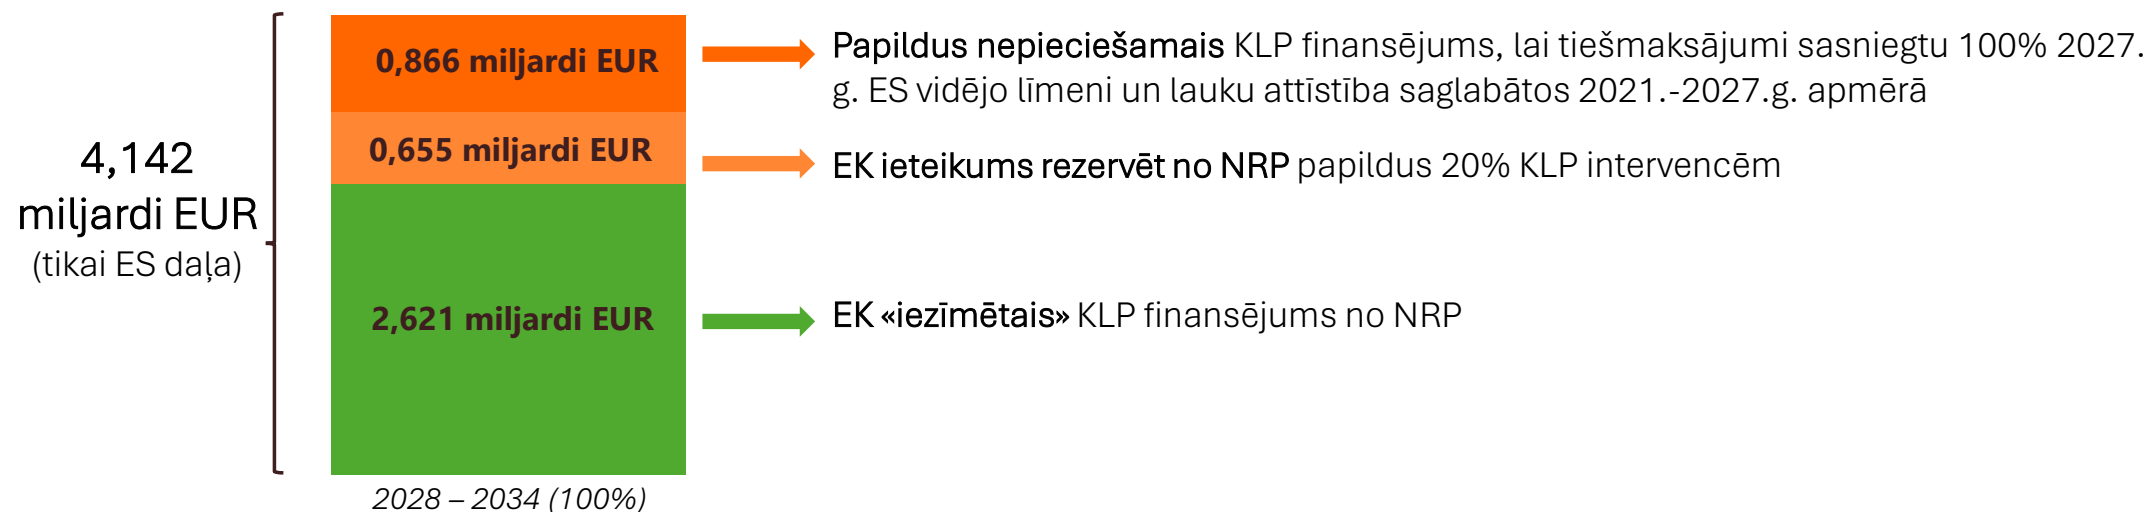 4,142
miljardi EUR
(tikai ES daļa)
0,866 miljardi EUR
Papildus nepieciešamais KLP finansējums, lai tiešmaksājumi sasniegtu 100% 2027.
g. ES vidējo līmeni un lauku attīstība saglabātos 2021.-2027.g. apmērā
0,655 miljardi EUR
EK ieteikums rezervēt no NRP papildus 20% KLP intervencēm
2,621 miljardi EUR
EK «iezīmētais» KLP finansējums no NRP
2028 – 2034 (100%)